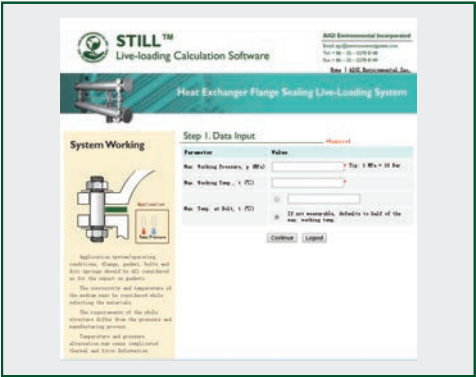 STILL™
Live-loading Calculation Software
AIGI Environmental Incorporated
Home | AIGI Environmental Inc.
Heat Exchanger Flange Sealing Live-Loading System
System Working
Application
Temp. Pressure
Application system/operating
conditions, flange, gasket, bolts and
disc springs should be all considered
as for the impact on gaskets
The corrosivity and temperature of
the medium must be considered while
selecting the materials
The requirements of the whole
structure differ from the pressure and
manufacturing process
Temperature and pressure
alternation may cause complicated
thermal and force deformation
Step 1. Data Input
*Required
Parameter Value
Max. Working Pressure, p (MPa) * Tip: 1 MPa = 10 Bar
Max. Working Temp., t (℃) *
Max. Temp. at Bolt, t (℃)
If not measurable, defaults to half of the
max. working temp.
Continue Logout